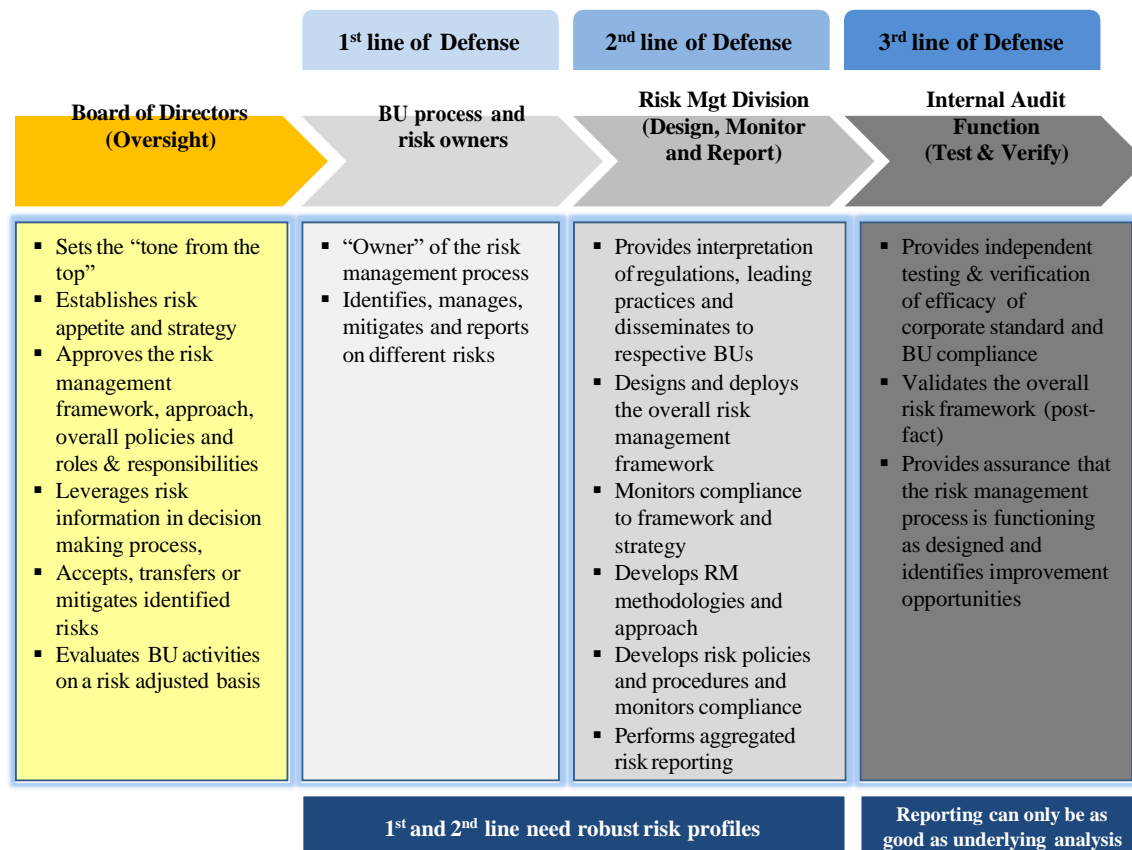 1st line of Defense
2nd line of Defense
3rd line of Defense
Board of Directors
(Oversight)
BU process and
risk owners
Risk Mgt Division
(Design, Monitor
and Report)
Internal Audit
Function
(Test & Verify)
▪ Sets the “tone from the
top”
▪ Establishes risk
appetite and strategy
▪ Approves the risk
management
framework, approach,
overall policies and
roles & responsibilities
▪ Leverages risk
information in decision
making process,
▪ Accepts, transfers or
mitigates identified
risks
▪ Evaluates BU activities
on a risk adjusted basis
▪ “Owner” of the risk
management process
▪ Identifies, manages,
mitigates and reports
on different risks
▪ Provides interpretation
of regulations, leading
practices and
disseminates to
respective BUs
▪ Designs and deploys
the overall risk
management
framework
▪ Monitors compliance
to framework and
strategy
▪ Develops RM
methodologies and
approach
▪ Develops risk policies
and procedures and
monitors compliance
▪ Performs aggregated
risk reporting
▪ Provides independent
testing & verification
of efficacy of
corporate standard and
BU compliance
▪ Validates the overall
risk framework (post-
fact)
▪ Provides assurance that
the risk management
process is functioning
as designed and
identifies improvement
opportunities
1st and 2nd line need robust risk profiles
Reporting can only be as
good as underlying analysis